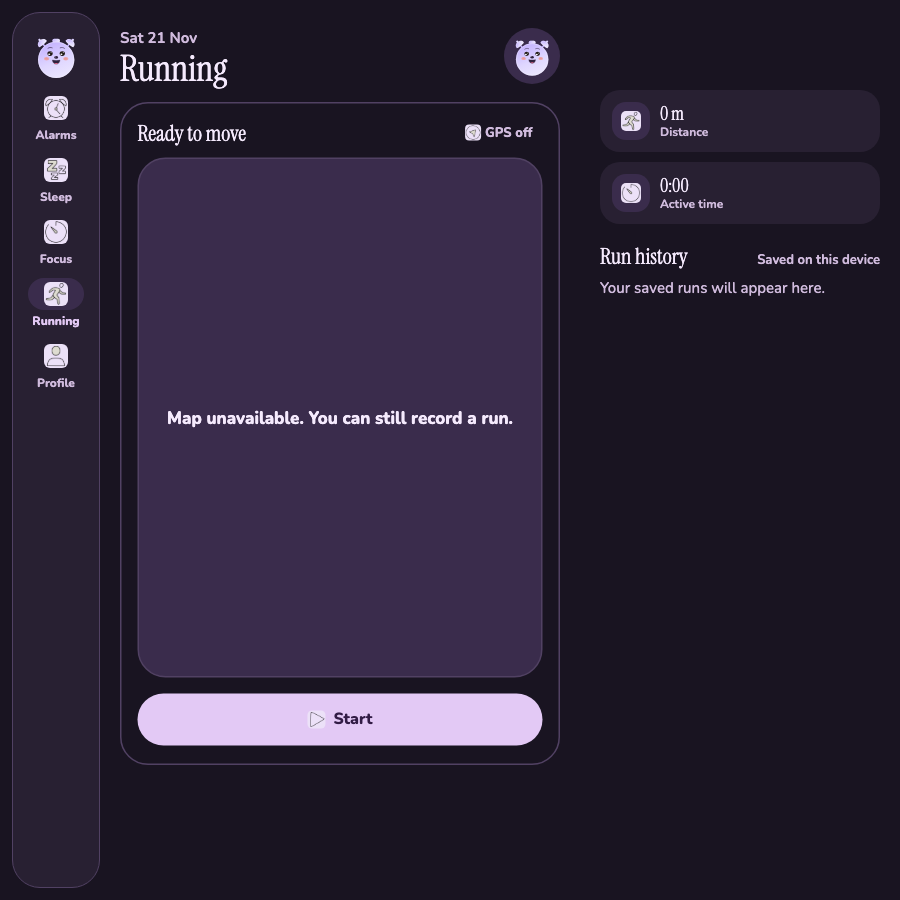 Alarms
Sleep
Focus
Running
Profile
Sat 21 Nov
Running
Ready to move
GPS off
Map unavailable. You can still record a run.
Start
0 m
Distance
0:00
Active time
Run history
Saved on this device
Your saved runs will appear here.